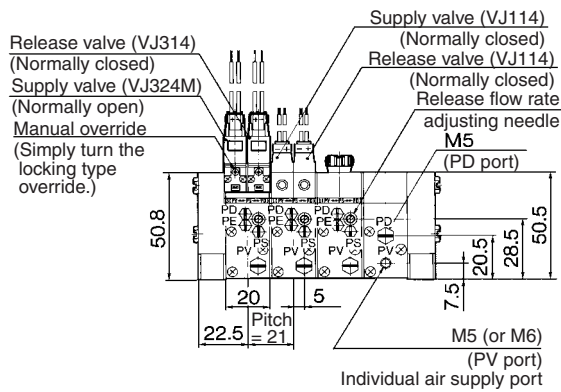 Supply valve (VJ114)
(Normally closed)
Release valve (VJ314)
(Normally closed)
Release valve (VJ114)
(Normally closed)
Supply valve (VJ324M)
(Normally open)
Release flow rate
adjusting needle
Manual override
(Simply turn the
locking type
override.)
M5
(PD port)
PD PD PD PD
PE PE PE
PS PS PS
PV PV PV PV
50.8
50.5
28.5
20.5
7.5
20
5
22.5
Pitch
= 21
M5 (or M6)
(PV port)
Individual air supply port